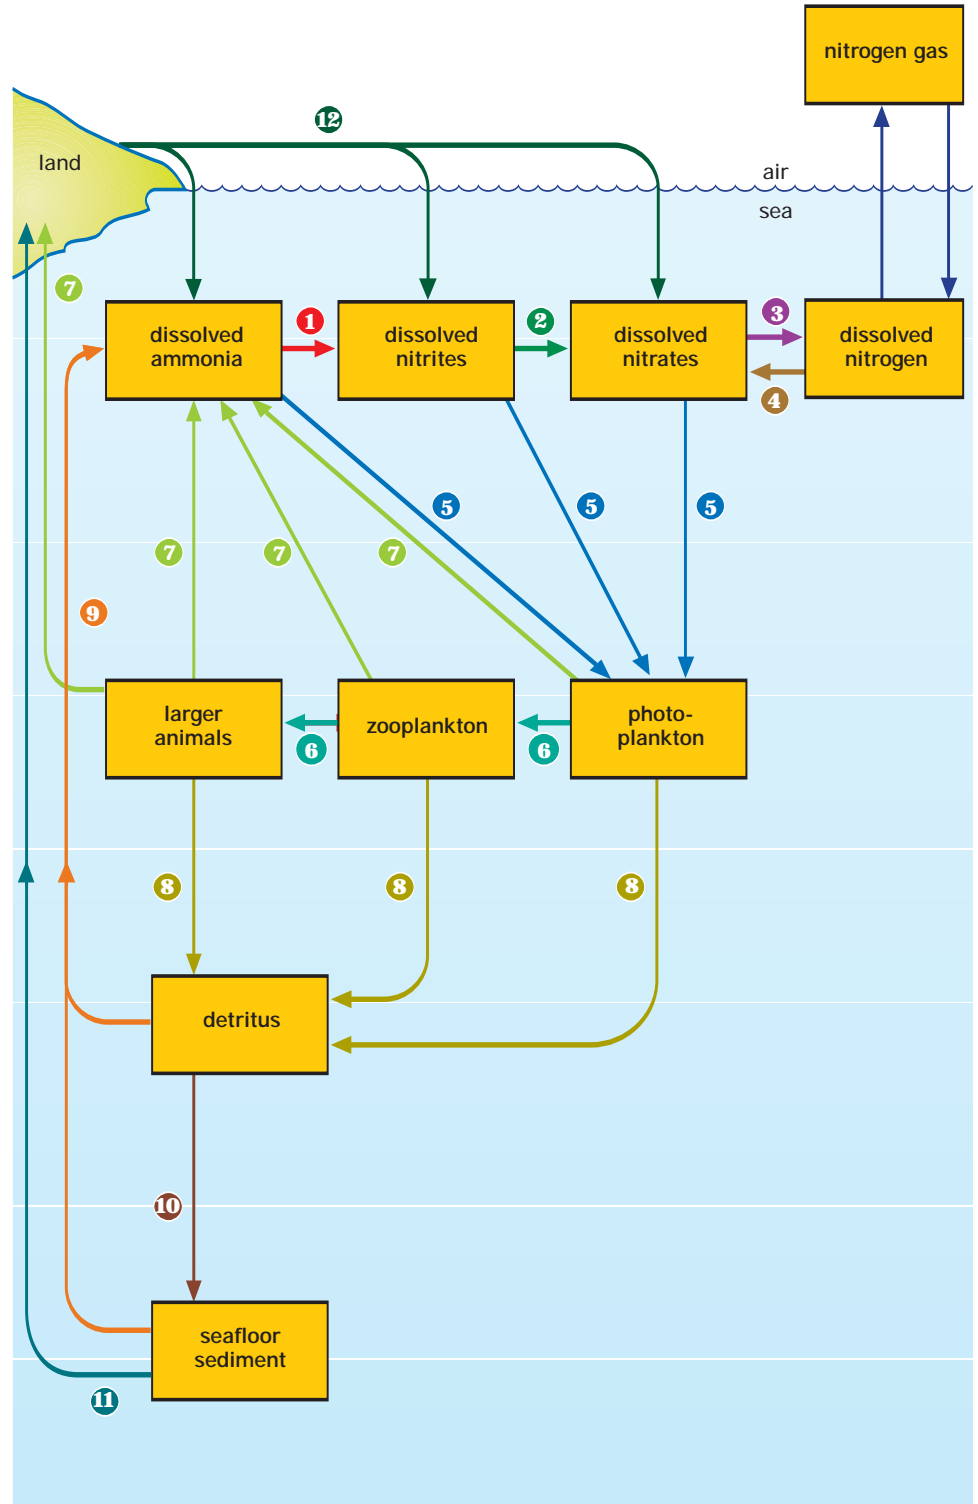 nitrogen gas
12
land
air
sea
7
dissolved
ammonia
1
dissolved
nitrites
2
dissolved
nitrates
3
4
dissolved
nitrogen
5
5
5
7
7
7
9
larger
animals
6
zooplankton
6
photo-
plankton
8
8
8
detritus
10
seafloor
sediment
11